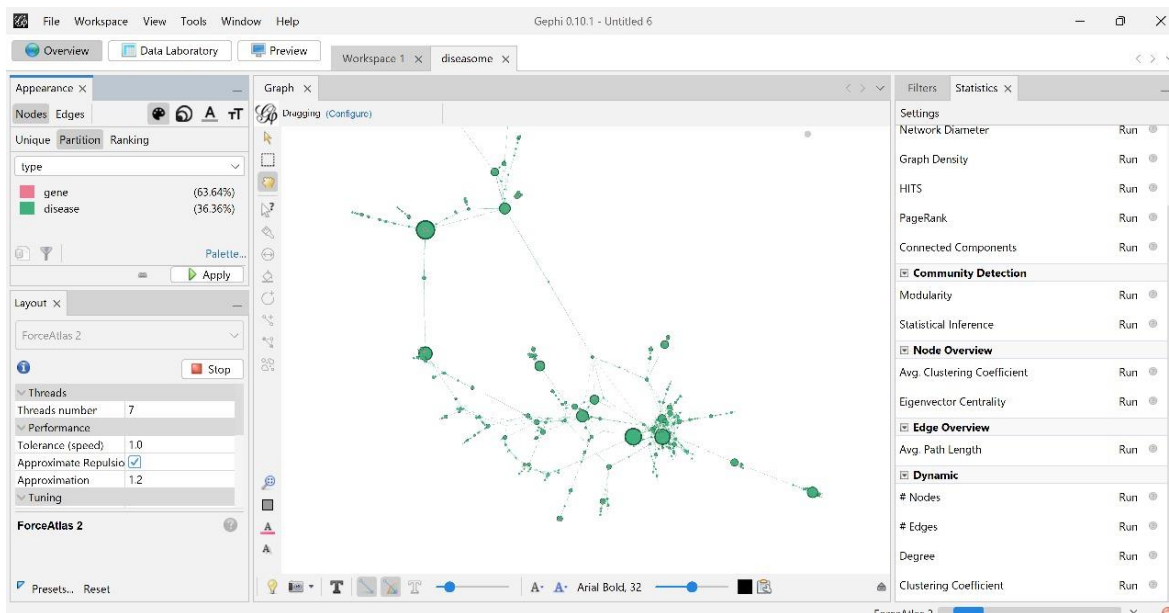 File Workspace View Tools Window Help
Gephi 0.10.1 - Untitled 6
Overview Data Laboratory Preview
Workspace 1 diseasome
Appearance
Nodes Edges
Unique Partition Ranking
type
gene (63.64%)
disease (36.36%)
Palette...
Apply
Layout
ForceAtlas 2
Stop
Threads
Threads number 7
Performance
Tolerance (speed) 1.0
Approximate Repulsio
Approximation 1.2
Tuning
ForceAtlas 2
Presets... Reset
Graph
Dragging (Configure)
Arial Bold, 32
Filters Statistics
Settings
Network Diameter Run
Graph Density Run
HITS Run
PageRank Run
Connected Components Run
Community Detection
Modularity Run
Statistical Inference Run
Node Overview
Avg. Clustering Coefficient Run
Eigenvector Centrality Run
Edge Overview
Avg. Path Length Run
Dynamic
# Nodes Run
# Edges Run
Degree Run
Clustering Coefficient Run